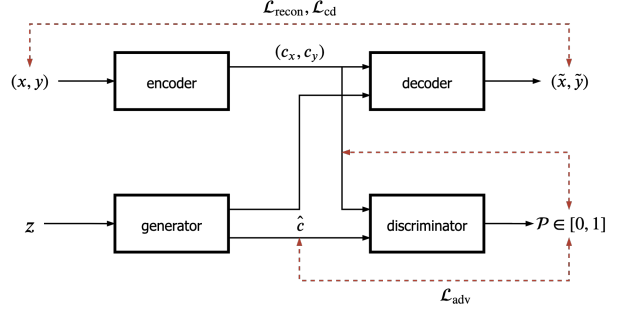 ℒ_recon, ℒ_cd
(x, y)
encoder
(c_x, c_y)
decoder
(x̃, ỹ)
z
generator
ĉ
discriminator
𝒫 ∈ [0, 1]
ℒ_adv